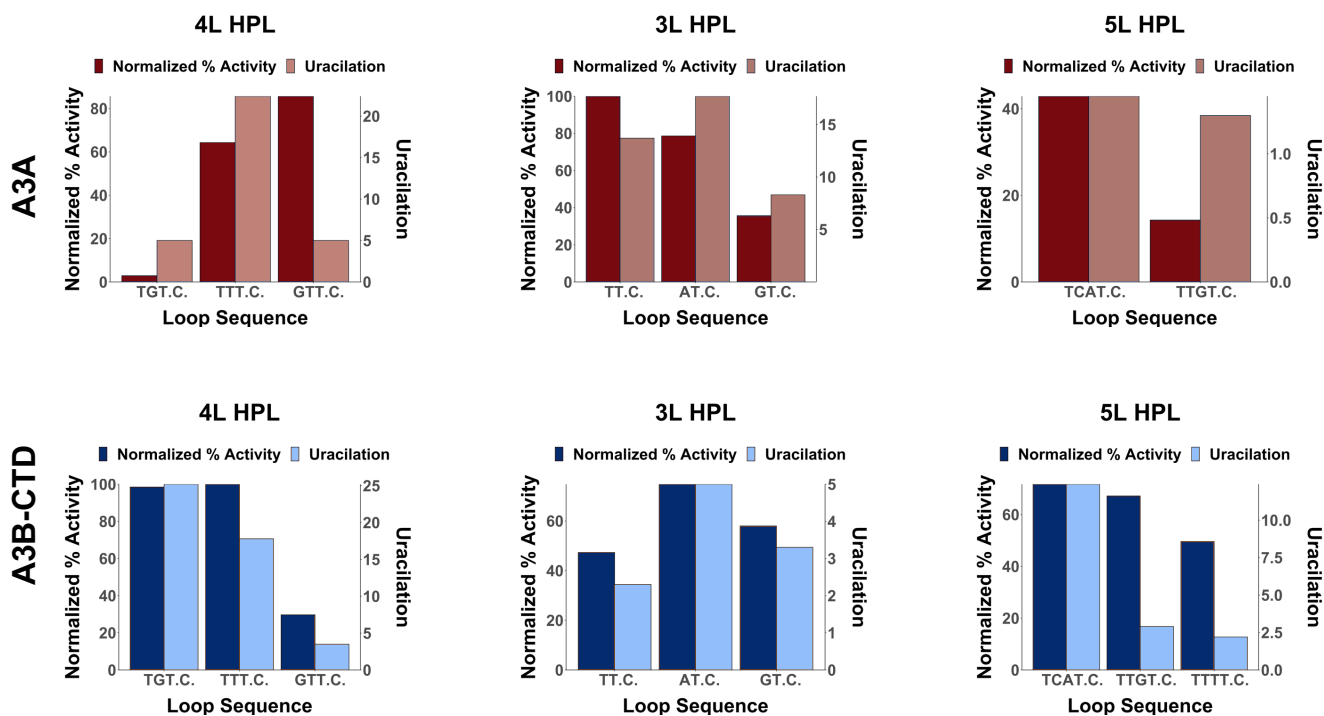 4L HPL
3L HPL
5L HPL
Normalized % Activity Uracilation
Normalized % Activity Uracilation
Normalized % Activity Uracilation
A3A
Normalized % Activity
80
60
40
20
0
20
15
10
5
0
Uracilation
TGT.C. TTT.C. GTT.C.
Loop Sequence
Normalized % Activity
100
80
60
40
20
0
15
10
5
Uracilation
TT.C. AT.C. GT.C.
Loop Sequence
Normalized % Activity
40
20
0
1.0
0.5
0.0
Uracilation
TCAT.C. TTGT.C.
Loop Sequence
4L HPL
3L HPL
5L HPL
Normalized % Activity Uracilation
Normalized % Activity Uracilation
Normalized % Activity Uracilation
A3B-CTD
Normalized % Activity
100
80
60
40
20
0
25
20
15
10
5
0
Uracilation
TGT.C. TTT.C. GTT.C.
Loop Sequence
Normalized % Activity
60
40
20
0
5
4
3
2
1
0
Uracilation
TT.C. AT.C. GT.C.
Loop Sequence
Normalized % Activity
60
40
20
0
10.0
7.5
5.0
2.5
0.0
Uracilation
TCAT.C. TTGT.C. TTTT.C.
Loop Sequence